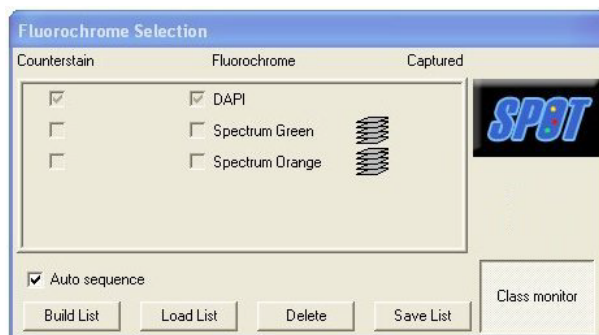 Fluorochrome Selection
Counterstain Fluorochrome Captured
DAPI
Spectrum Green
SPOT
Spectrum Orange
Auto sequence
Class monitor
Build List Load List Delete Save List